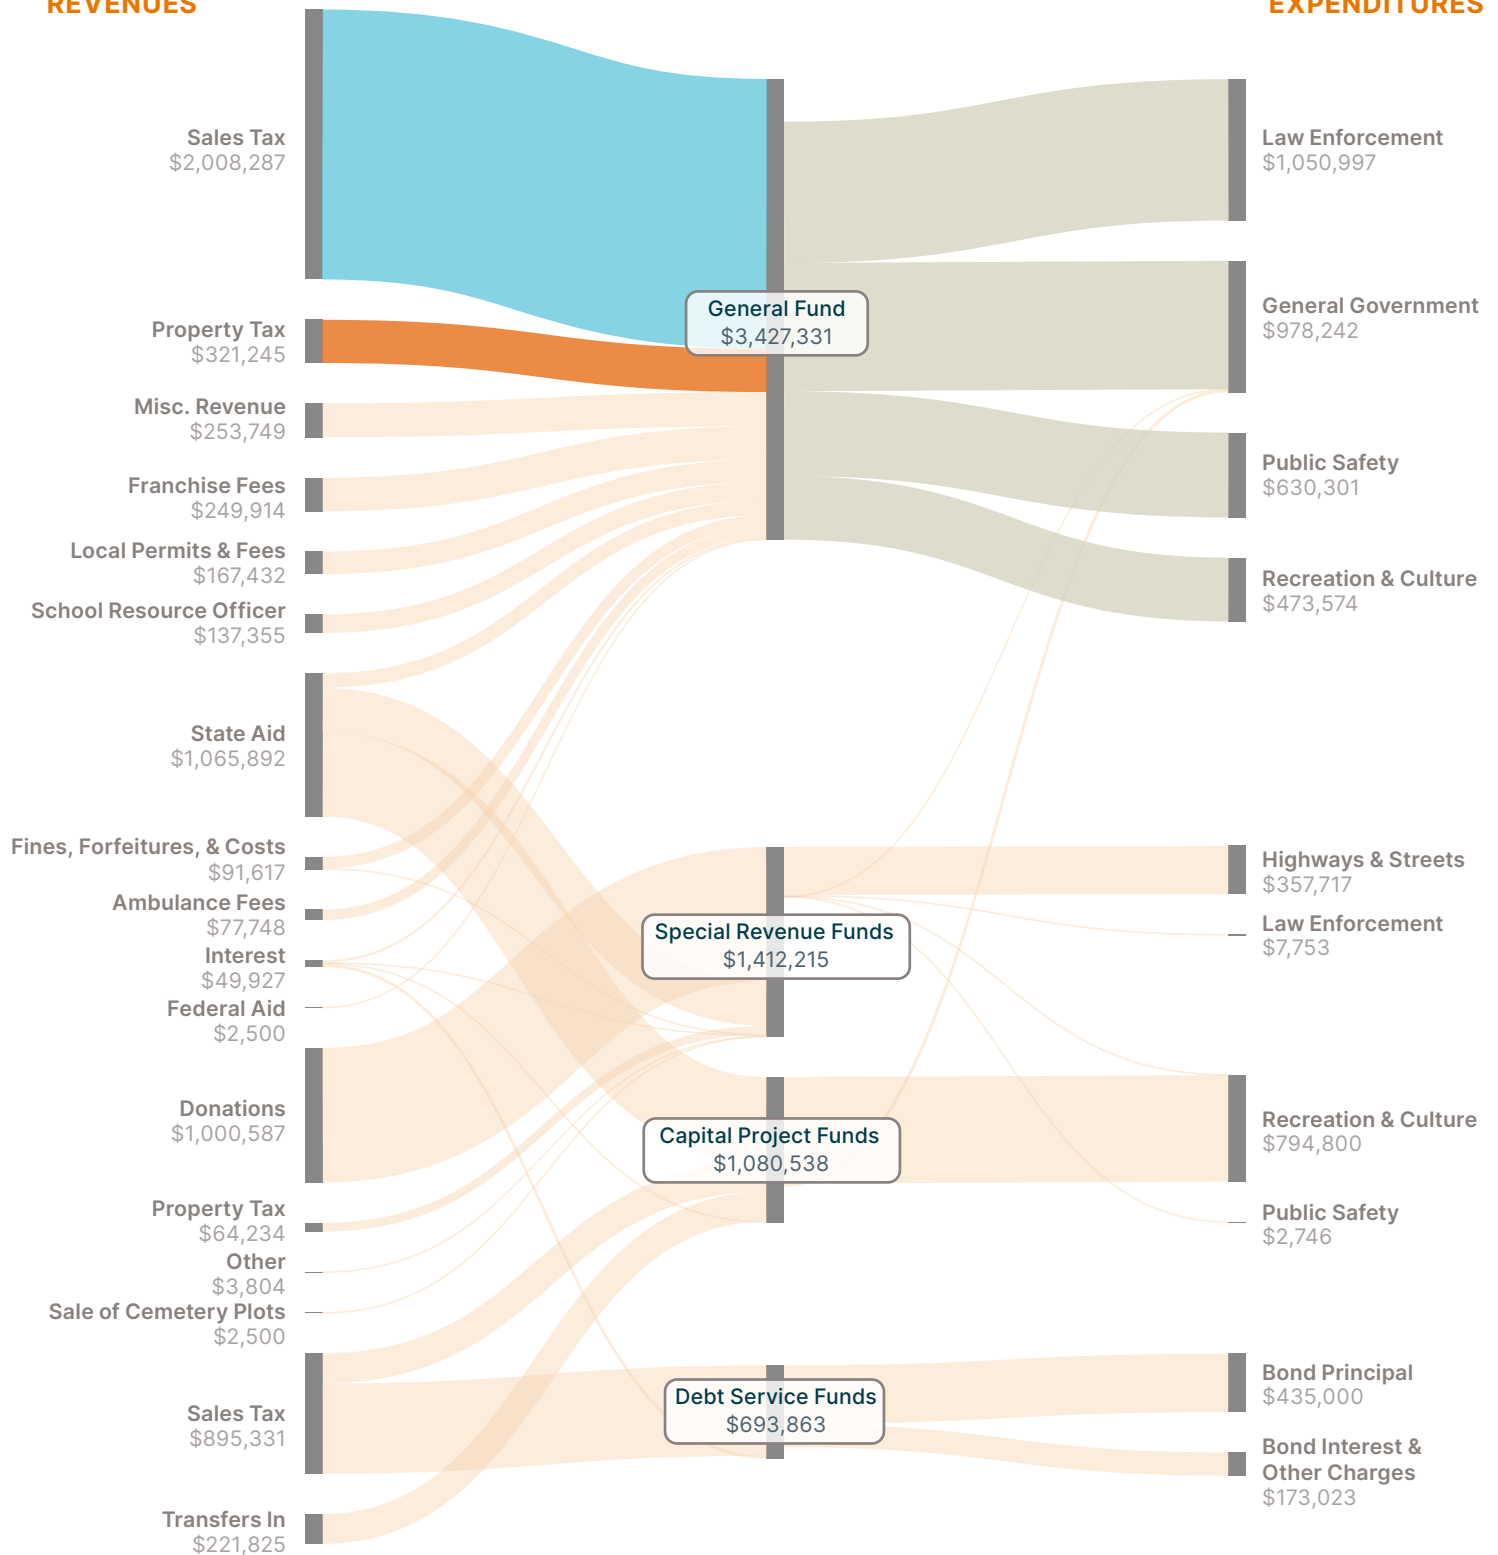 REVENUES
EXPENDITURES
Sales Tax
$2,008,287
Property Tax
$321,245
Misc. Revenue
$253,749
Franchise Fees
$249,914
Local Permits & Fees
$167,432
School Resource Officer
$137,355
State Aid
$1,065,892
Fines, Forfeitures, & Costs
$91,617
Ambulance Fees
$77,748
Interest
$49,927
Federal Aid
$2,500
Donations
$1,000,587
Property Tax
$64,234
Other
$3,804
Sale of Cemetery Plots
$2,500
Sales Tax
$895,331
Transfers In
$221,825
General Fund
$3,427,331
Special Revenue Funds
$1,412,215
Capital Project Funds
$1,080,538
Debt Service Funds
$693,863
Law Enforcement
$1,050,997
General Government
$978,242
Public Safety
$630,301
Recreation & Culture
$473,574
Highways & Streets
$357,717
Law Enforcement
$7,753
Recreation & Culture
$794,800
Public Safety
$2,746
Bond Principal
$435,000
Bond Interest &
Other Charges
$173,023